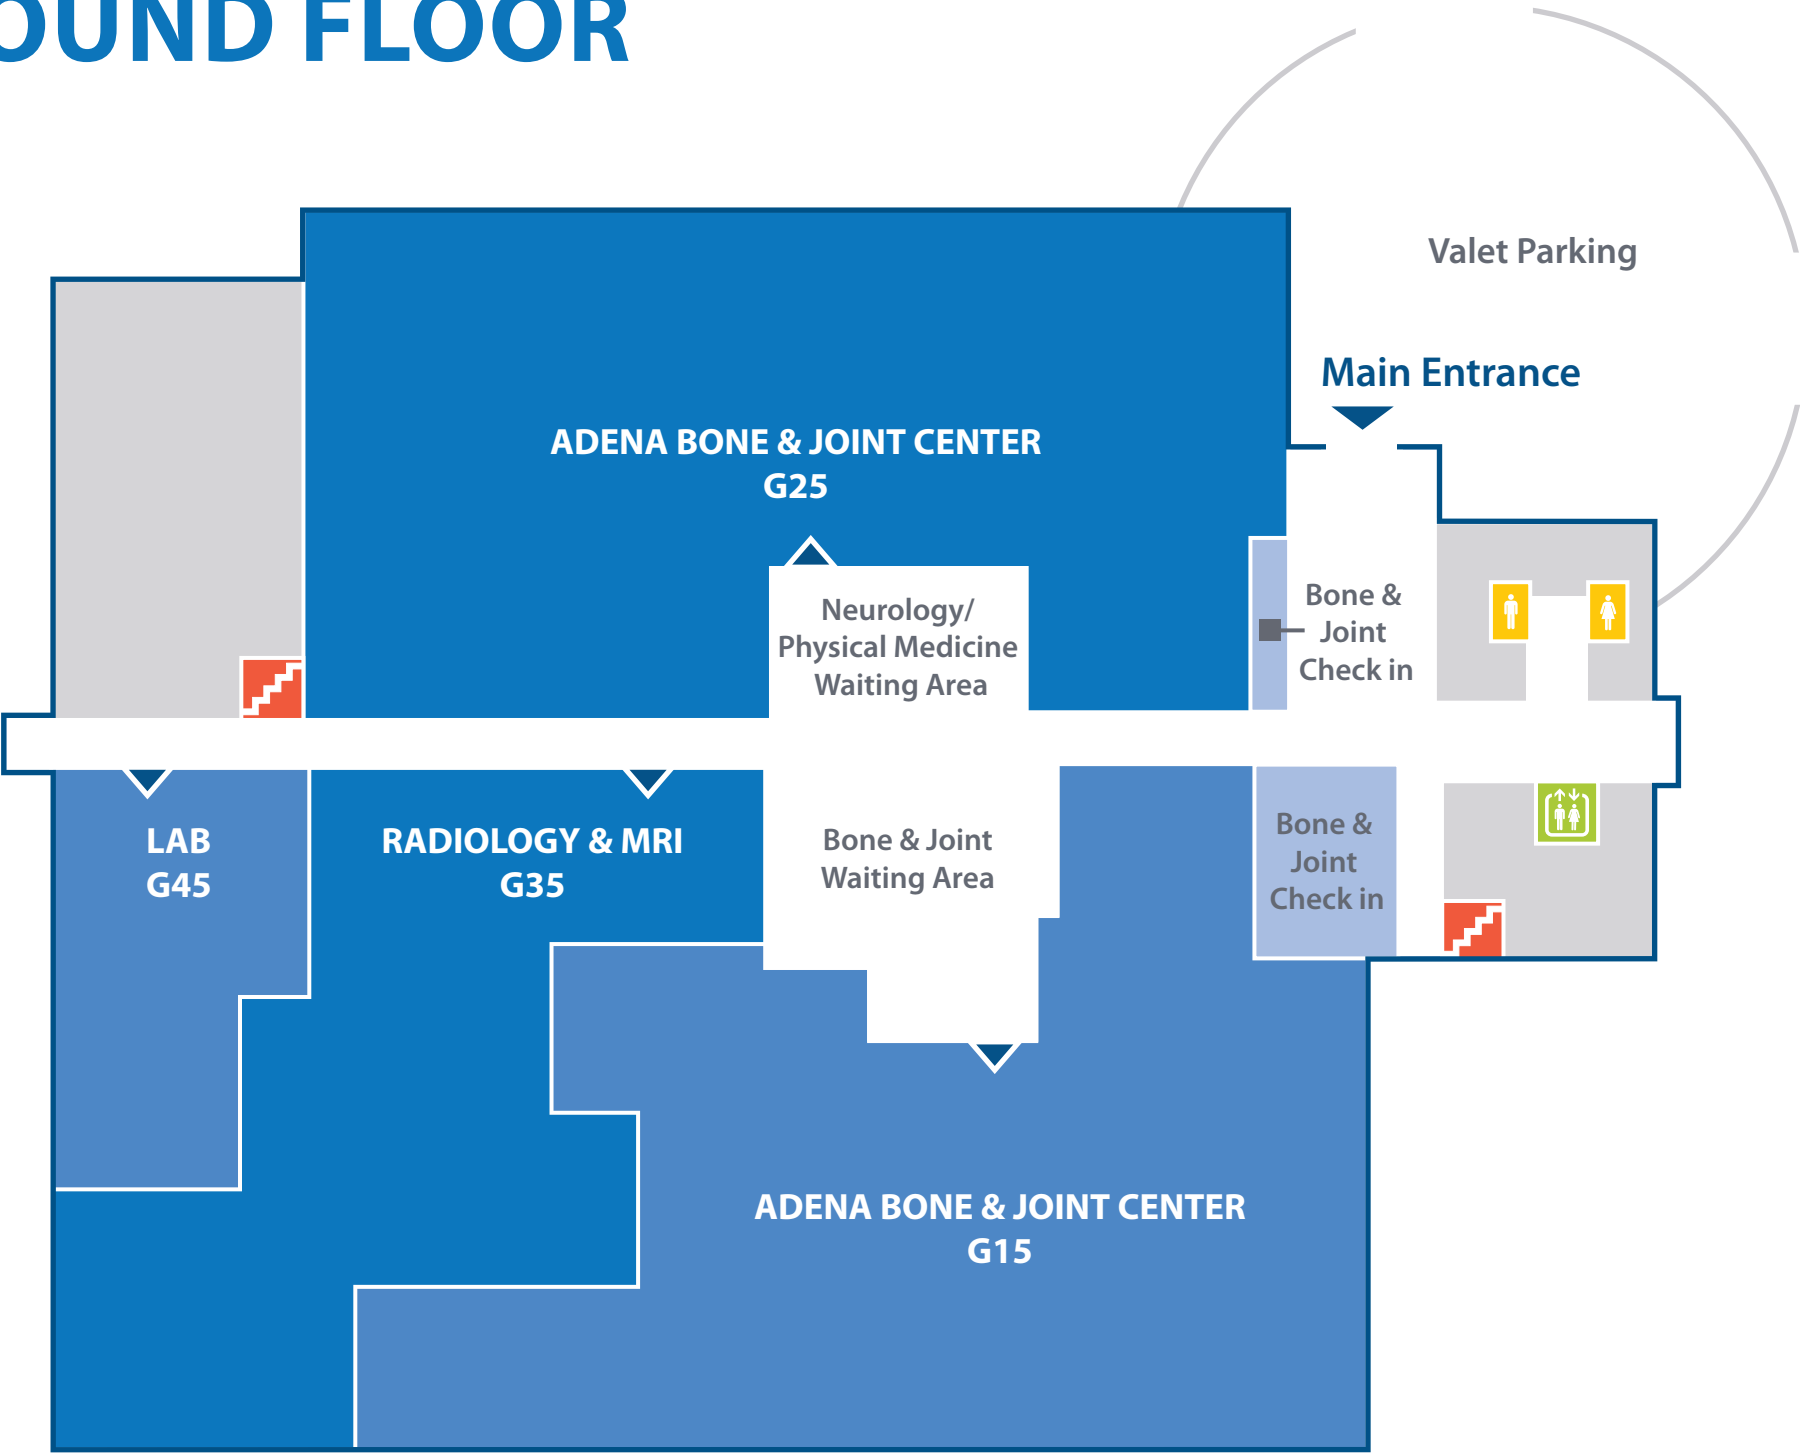 OUND FLOOR
Valet Parking
Main Entrance
ADENA BONE & JOINT CENTER
G25
Neurology/
Physical Medicine
Waiting Area
Bone &
Joint
Check in
LAB
G45
RADIOLOGY & MRI
G35
Bone & Joint
Waiting Area
Bone &
Joint
Check in
ADENA BONE & JOINT CENTER
G15